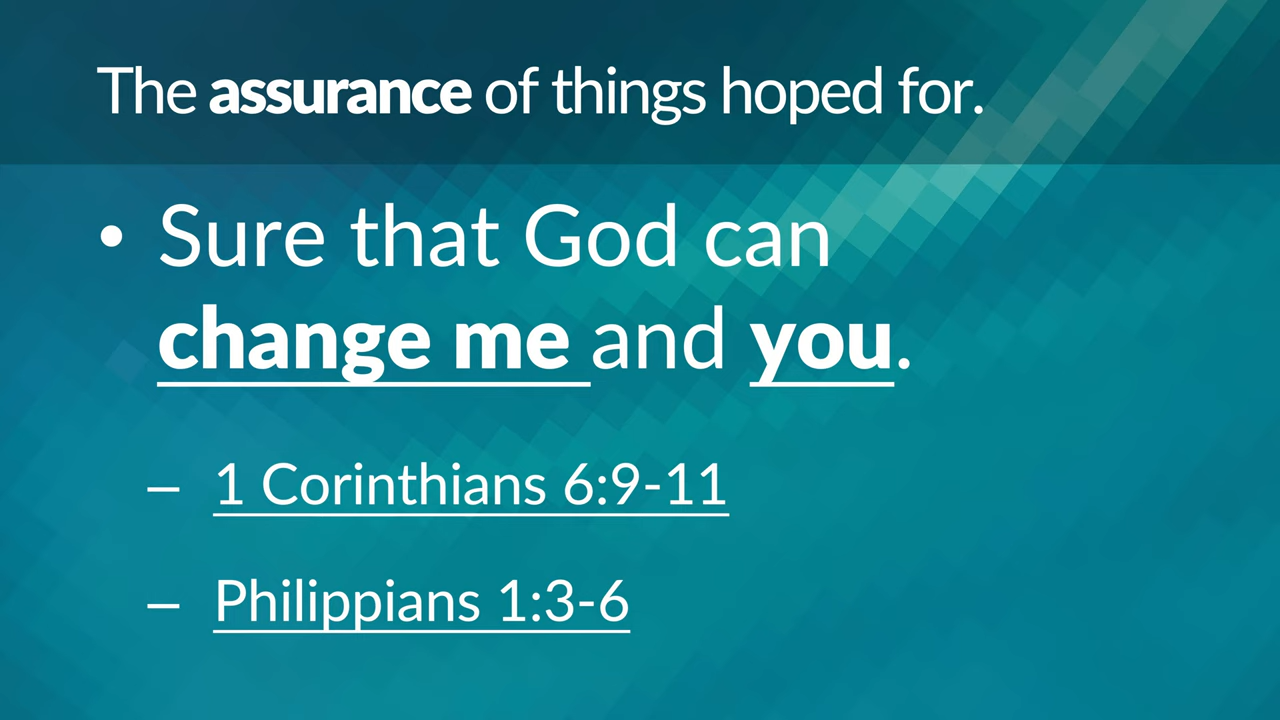 The assurance of things hoped for.
• Sure that God can
change me and you.
– 1 Corinthians 6:9-11
– Philippians 1:3-6